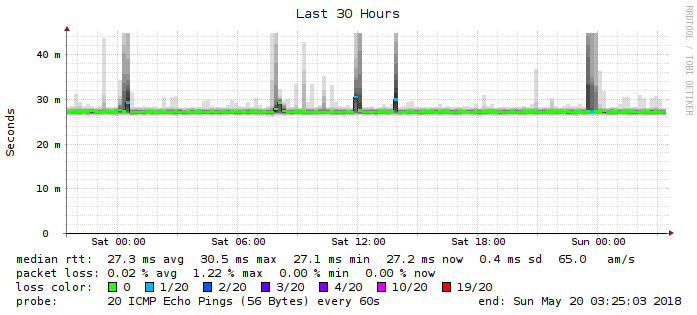 Last 30 Hours
RRDTOOL / TOBI OETIKER
Seconds
40 m
30 m
20 m
10 m
0
Sat 00:00 Sat 06:00 Sat 12:00 Sat 18:00 Sun 00:00
median rtt: 27.3 ms avg 30.5 ms max 27.1 ms min 27.2 ms now 0.4 ms sd 65.0 am/s
packet loss: 0.02 % avg 1.22 % max 0.00 % min 0.00 % now
loss color: 0 1/20 2/20 3/20 4/20 10/20 19/20
probe: 20 ICMP Echo Pings (56 Bytes) every 60s end: Sun May 20 03:25:03 2018